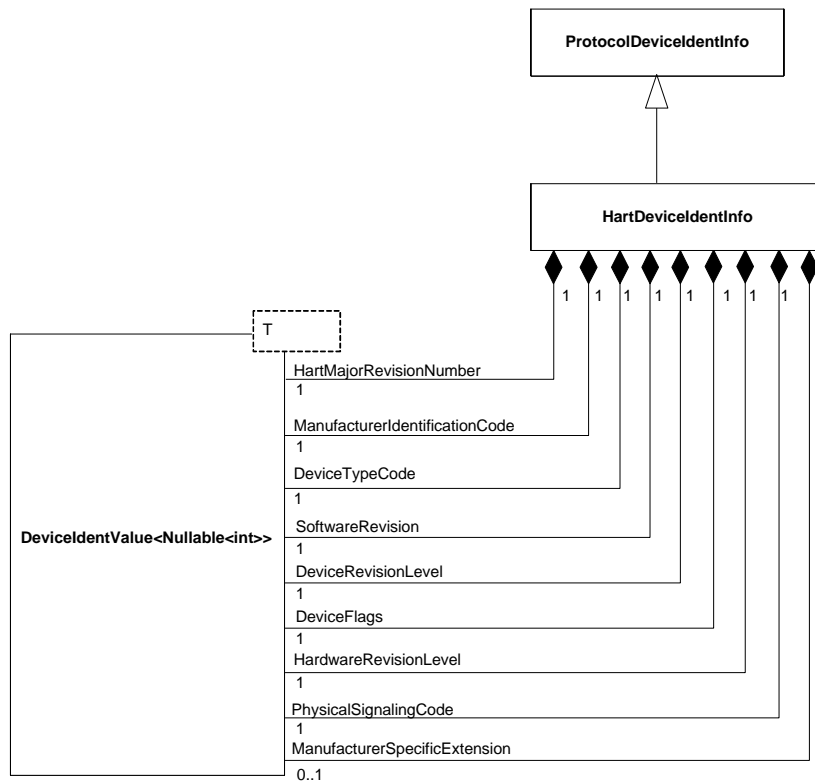 ProtocolDeviceIdentInfo
HartDeviceIdentInfo
1 1 1 1 1 1 1 1
T
HartMajorRevisionNumber
1
ManufacturerIdentificationCode
1
DeviceTypeCode
1
DeviceIdentValue<Nullable<int>>
SoftwareRevision
1
DeviceRevisionLevel
1
DeviceFlags
1
HardwareRevisionLevel
1
PhysicalSignalingCode
1
ManufacturerSpecificExtension
0..1